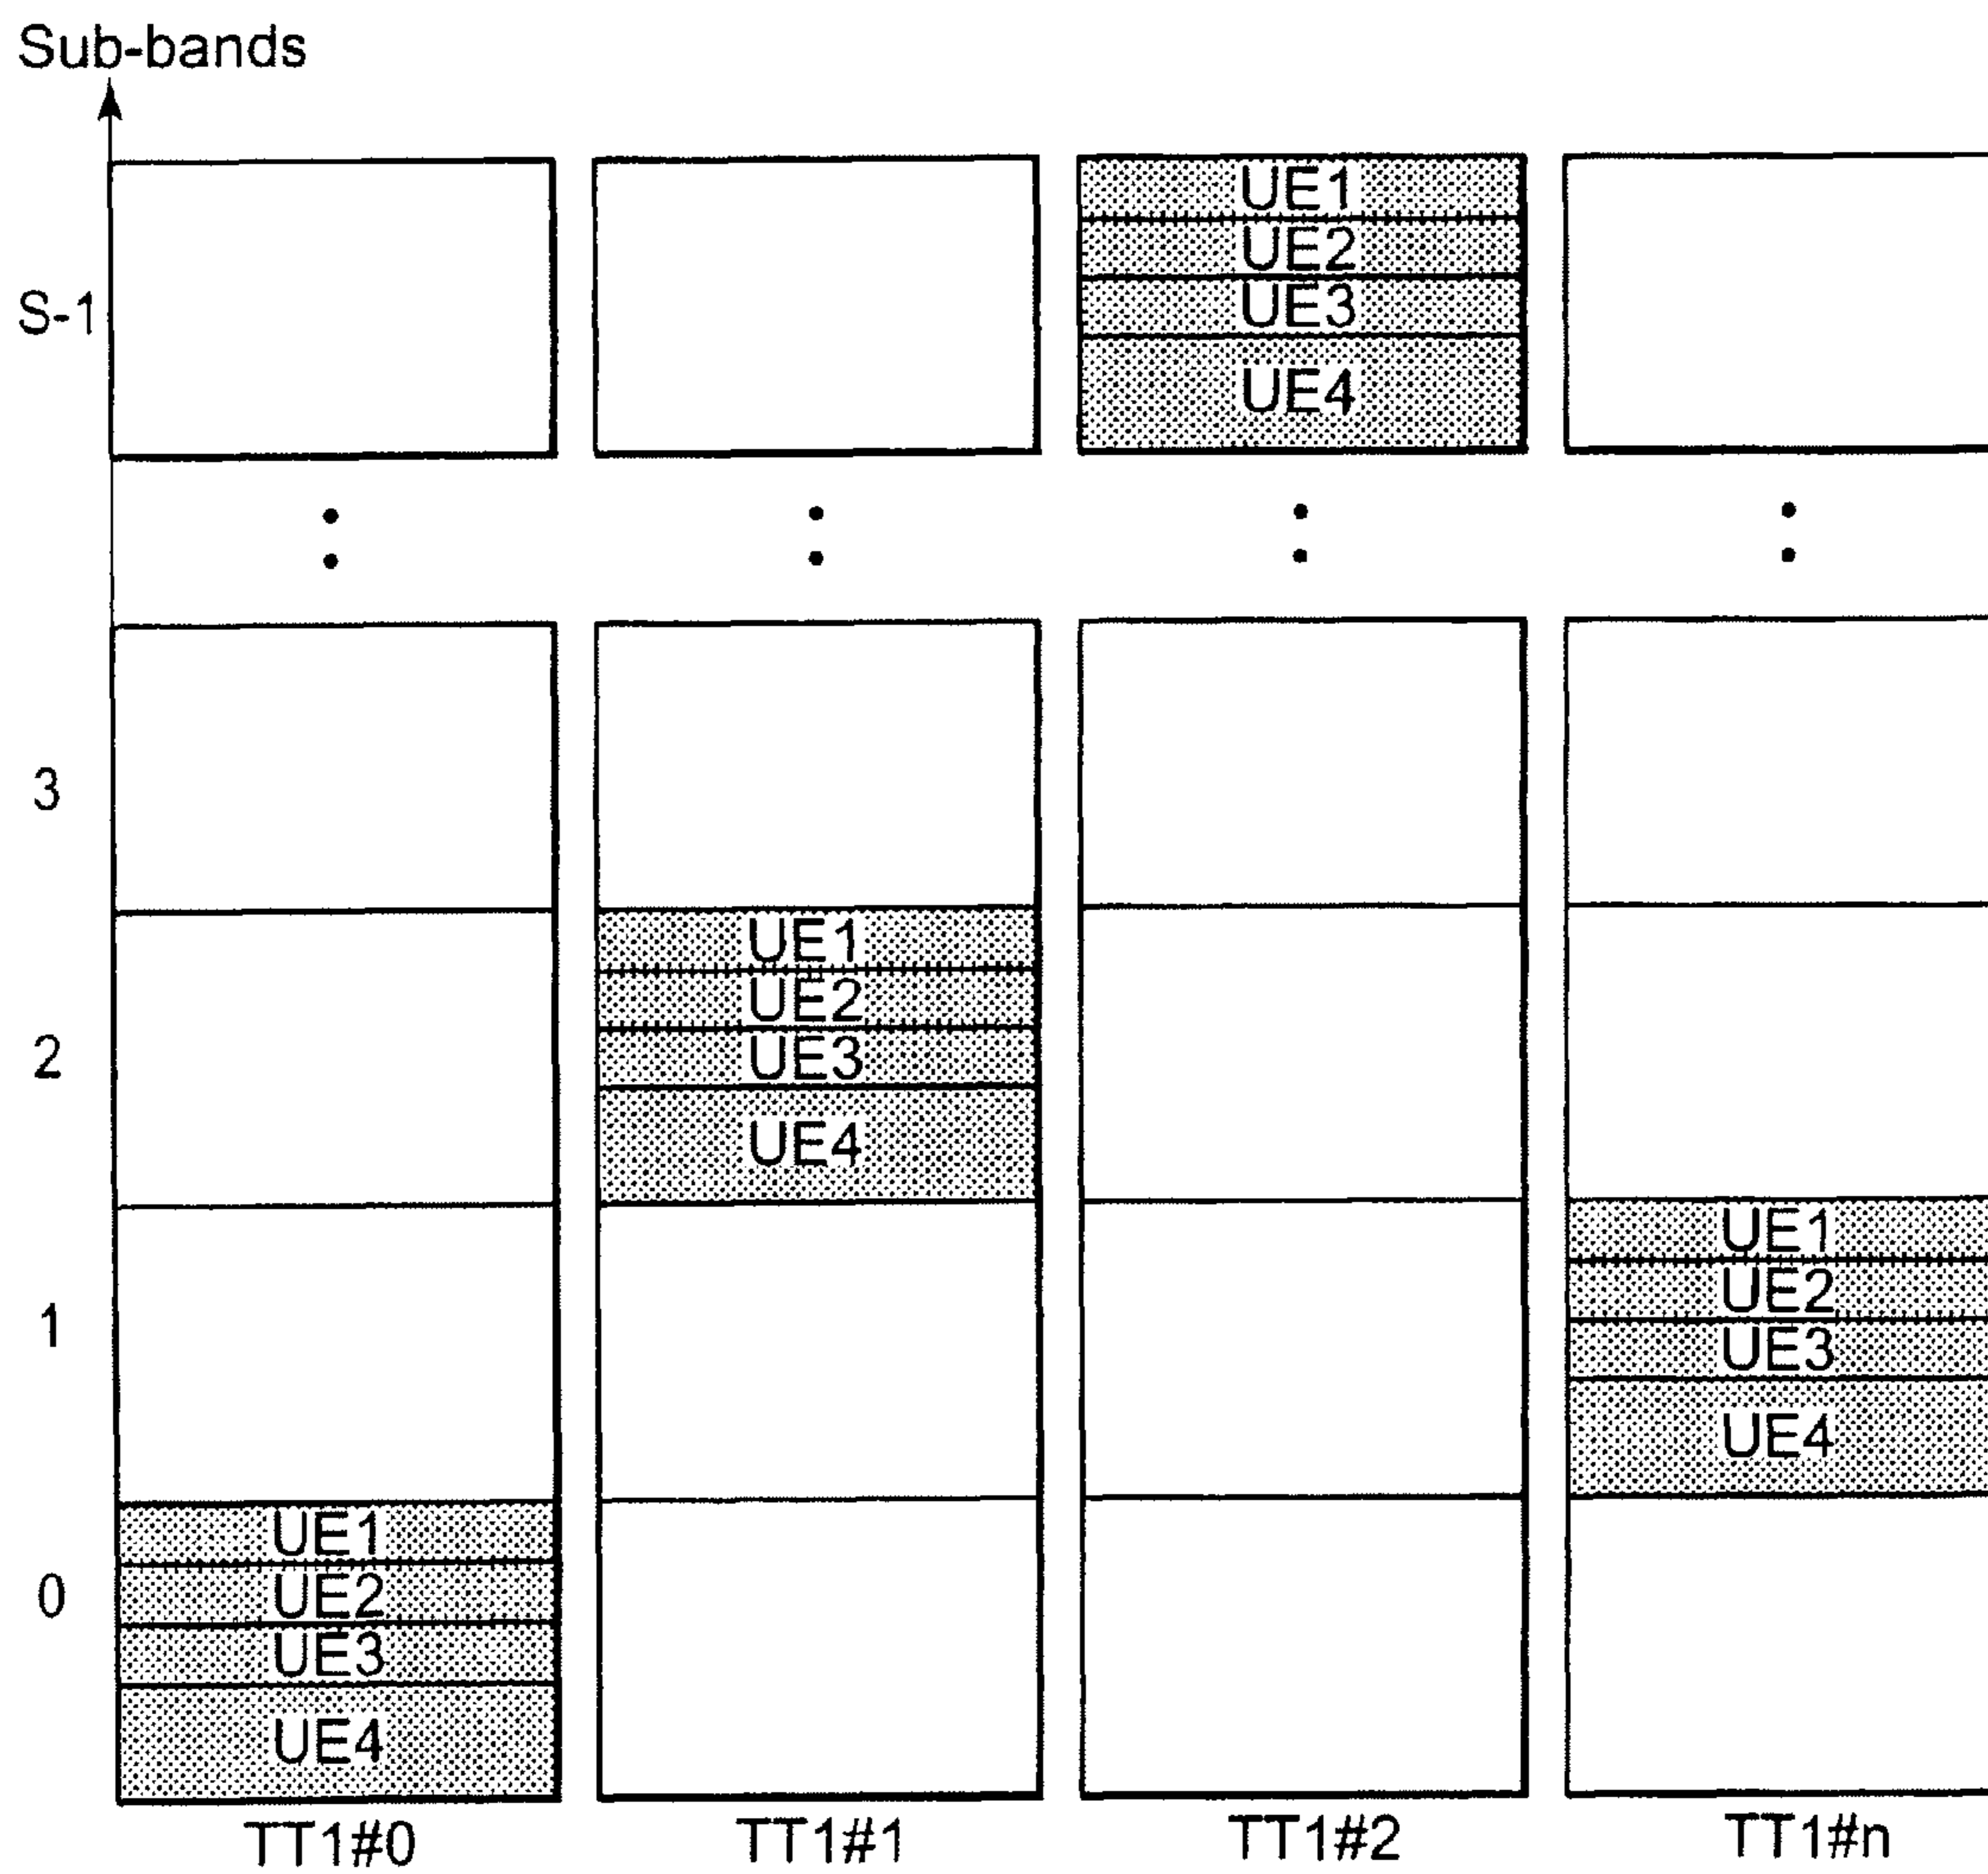 Sub-bands
S-1
UE1
UE2
UE3
UE4
3
2
UE1
UE2
UE3
UE4
1
UE1
UE2
UE3
UE4
0
UE1
UE2
UE3
UE4
TT1#0
TT1#1
TT1#2
TT1#n